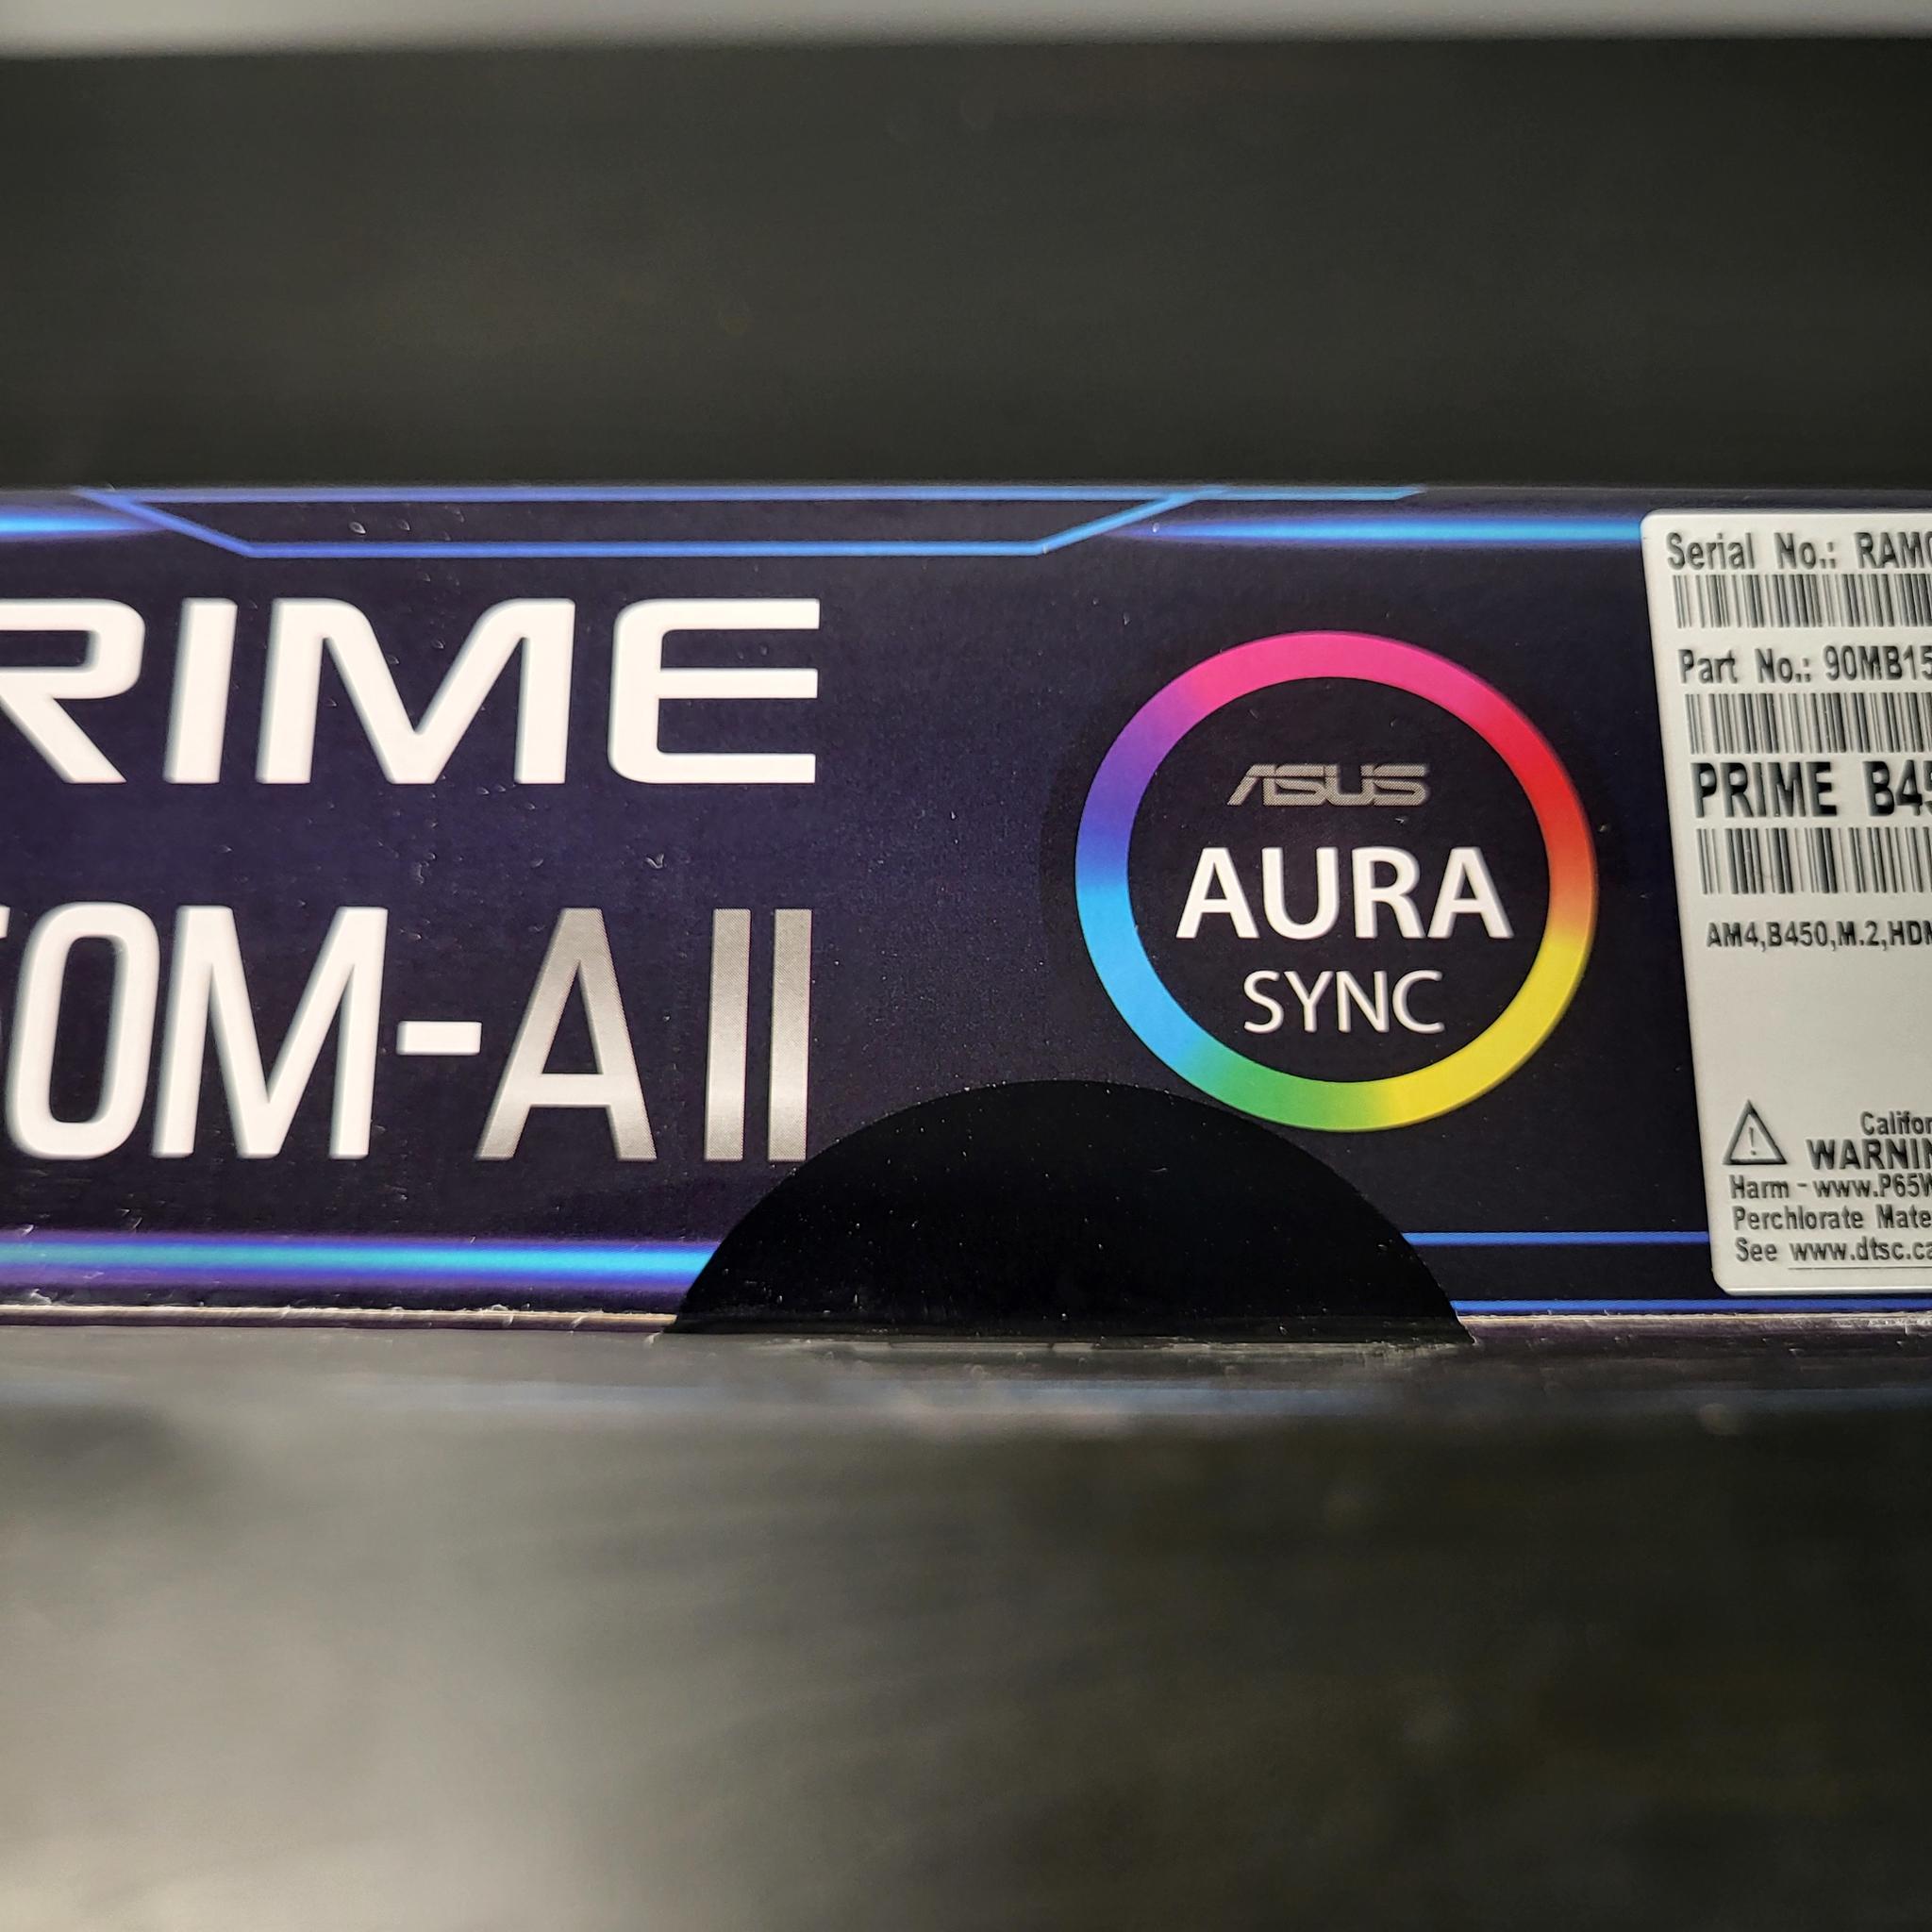 RIME
50M-A II
ASUS
AURA
SYNC
Serial No.: RAM0
Part No.: 90MB15
PRIME B45
AM4,B450,M.2,HDM
Califor
WARNIN
Harm - www.P65W
Perchlorate Mate
See www.dtsc.ca